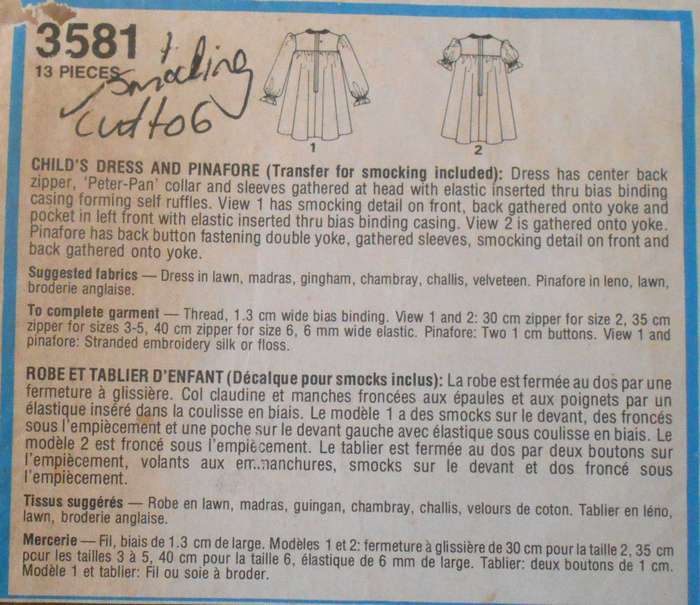 3581 + 
13 PIECES smocking
cut to 6
1 2
CHILD'S DRESS AND PINAFORE (Transfer for smocking included): Dress has center back
zipper, 'Peter-Pan' collar and sleeves gathered at head with elastic inserted thru bias binding
casing forming self ruffles. View 1 has smocking detail on front, back gathered onto yoke and
pocket in left front with elastic inserted thru bias binding casing. View 2 is gathered onto yoke.
Pinafore has back button fastening double yoke, gathered sleeves, smocking detail on front and
back gathered onto yoke.
Suggested fabrics — Dress in lawn, madras, gingham, chambray, challis, velveteen. Pinafore in leno, lawn,
broderie anglaise.
To complete garment — Thread, 1.3 cm wide bias binding. View 1 and 2: 30 cm zipper for size 2, 35 cm
zipper for sizes 3-5, 40 cm zipper for size 6, 6 mm wide elastic. Pinafore: Two 1 cm buttons. View 1 and
pinafore: Stranded embroidery silk or floss.
ROBE ET TABLIER D'ENFANT (Décalque pour smocks inclus): La robe est fermée au dos par une
fermeture à glissière. Col claudine et manches froncées aux épaules et aux poignets par un
élastique inséré dans la coulisse en biais. Le modèle 1 a des smocks sur le devant, des froncés
sous l'empiècement et une poche sur le devant gauche avec élastique sous coulisse en biais. Le
modèle 2 est froncé sous l'empiècement. Le tablier est fermée au dos par deux boutons sur
l'empiècement, volants aux emmanchures, smocks sur le devant et dos froncé sous
l'empiècement.
Tissus suggérés — Robe en lawn, madras, guingan, chambray, challis, velours de coton. Tablier en léno,
lawn, broderie anglaise.
Mercerie — Fil, biais de 1.3 cm de large. Modèles 1 et 2: fermeture à glissière de 30 cm pour la taille 2, 35 cm
pour les tailles 3 à 5, 40 cm pour la taille 6, élastique de 6 mm de large. Tablier: deux boutons de 1 cm.
Modèle 1 et tablier: Fil ou soie à broder.